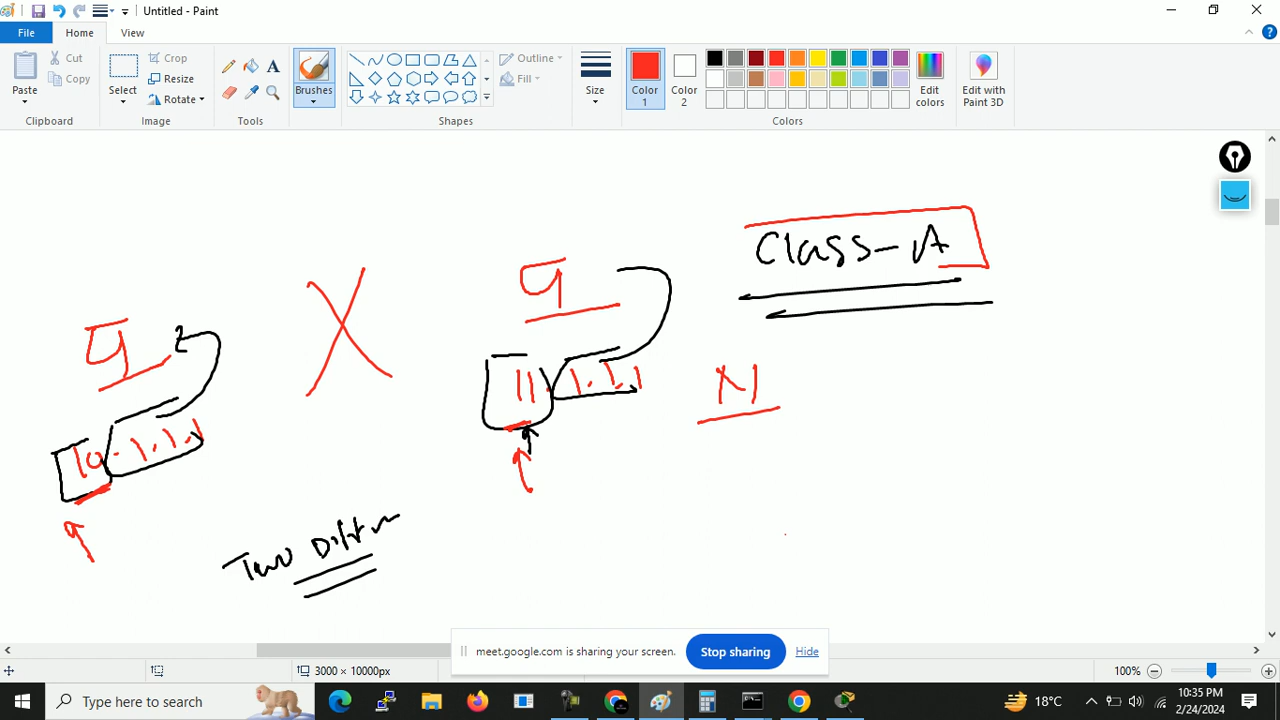 Untitled - Paint
File
Home
View
Paste
Cut
Copy
Clipboard
Select
Crop
Resize
Rotate
Image
A
Tools
Brushes
Shapes
Outline
Fill
Size
Color 1
Color 2
Colors
Edit colors
Edit with Paint 3D
Class-A
X
11.1.1.1
N
10.1.1.1
Two
meet.google.com is sharing your screen.
Stop sharing
Hide
3000 × 10000px
100%
Type here to search
18°C
10:35 PM
2/24/2024